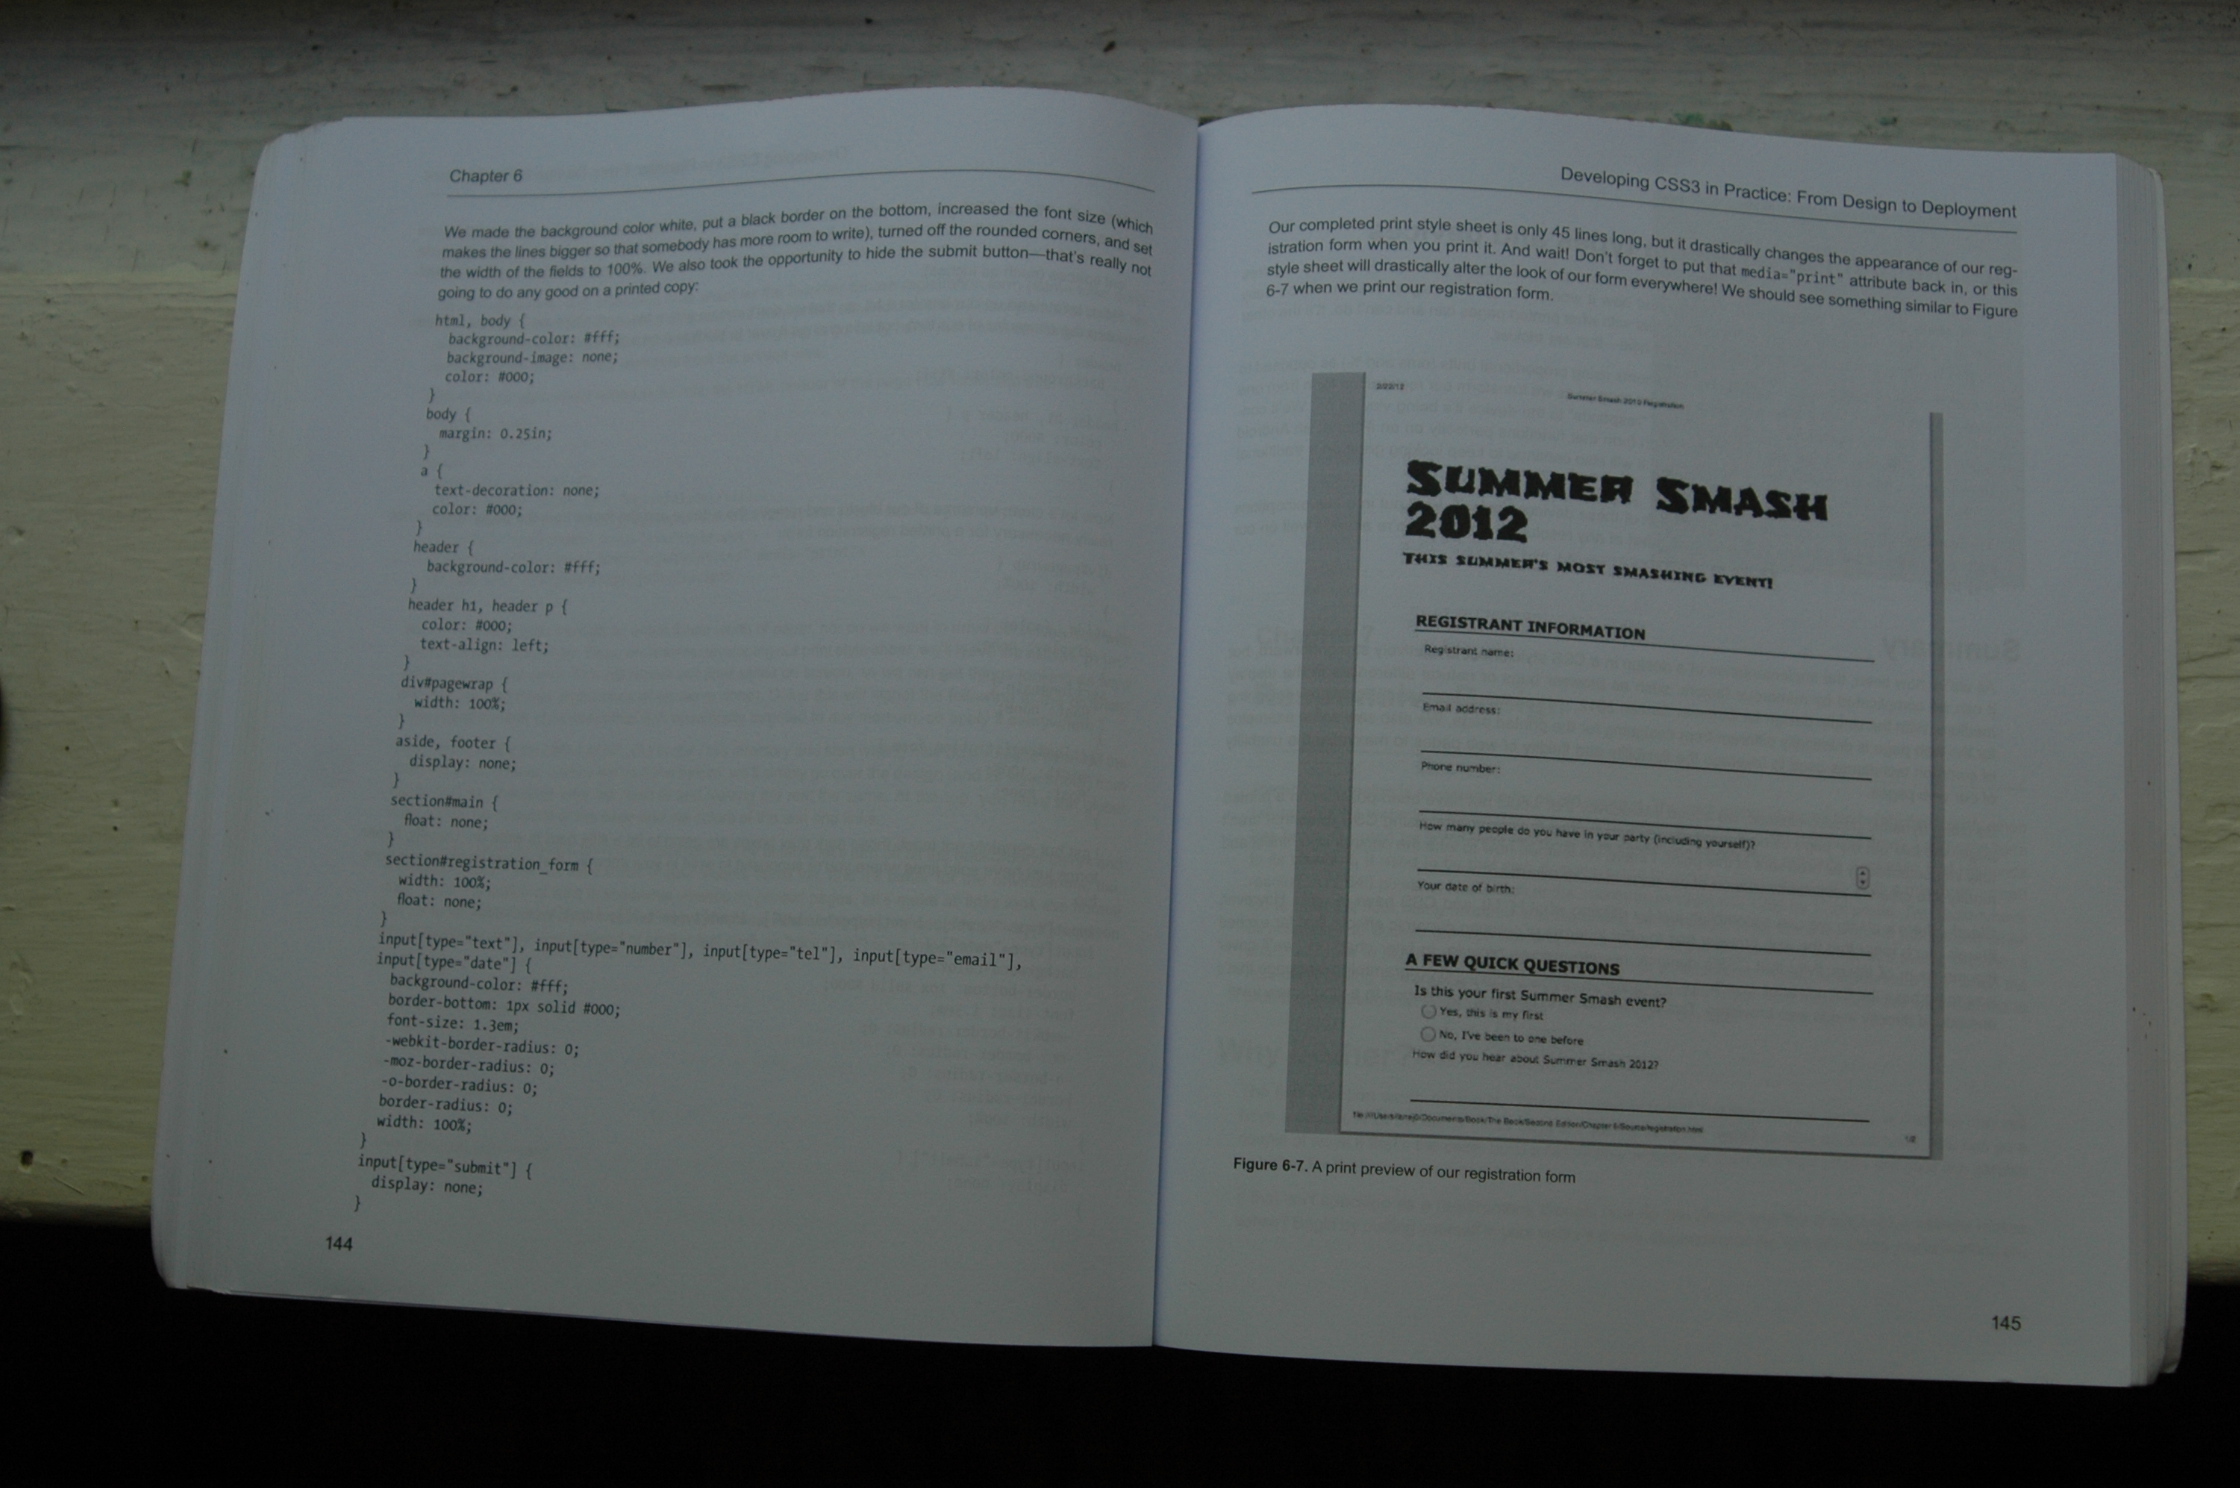 Chapter 6
We made the background color white, put a black border on the bottom, increased the font size (which
makes the lines bigger so that somebody has more room to write), turned off the rounded corners, and set
the width of the fields to 100%. We also took the opportunity to hide the submit button—that's really not
going to do any good on a printed copy:
html, body {
background-color: #fff;
background-image: none;
color: #000;
}
body {
margin: 0.25in;
}
a {
text-decoration: none;
color: #000;
}
header {
background-color: #fff;
}
header h1, header p {
color: #000;
text-align: left;
}
div#pagewrap {
width: 100%;
}
aside, footer {
display: none;
}
section#main {
float: none;
}
section#registration_form {
width: 100%;
float: none;
}
input[type="text"], input[type="number"], input[type="tel"], input[type="email"],
input[type="date"] {
background-color: #fff;
border-bottom: 1px solid #000;
font-size: 1.3em;
-webkit-border-radius: 0;
-moz-border-radius: 0;
-o-border-radius: 0;
border-radius: 0;
width: 100%;
}
input[type="submit"] {
display: none;
}
144
Developing CSS3 in Practice: From Design to Deployment
Our completed print style sheet is only 45 lines long, but it drastically changes the appearance of our reg-
istration form when you print it. And wait! Don't forget to put that media="print" attribute back in, or this
style sheet will drastically alter the look of our form everywhere! We should see something similar to Figure
6-7 when we print our registration form.
Summer Smash 2012 Registration
SUMMER SMASH
2012
THIS SUMMER'S MOST SMASHING EVENT!
REGISTRANT INFORMATION
Registrant name:
Email address:
Phone number:
How many people do you have in your party (including yourself)?
Your date of birth:
A FEW QUICK QUESTIONS
Is this your first Summer Smash event?
Yes, this is my first
No, I've been to one before
How did you hear about Summer Smash 2012?
1/2
Figure 6-7. A print preview of our registration form
145